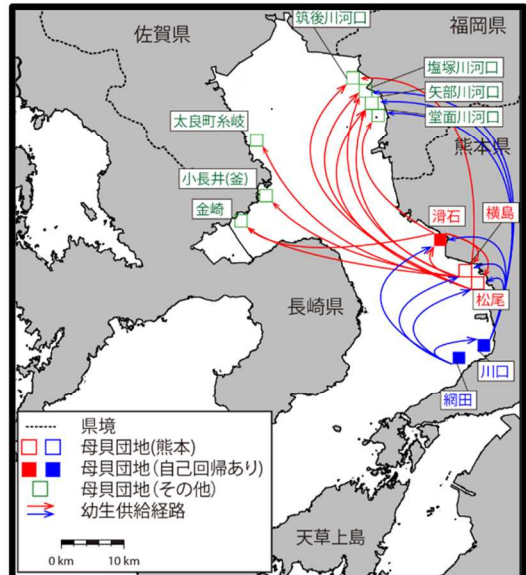 筑後川河口
福岡県
佐賀県
塩塚川河口
矢部川河口
太良町糸岐
堂面川河口
熊本県
小長井(釜)
金崎
滑石
横島
長崎県
松尾
川口
網田
県境
母貝団地(熊本)
母貝団地(自己回帰あり)
母貝団地(その他)
幼生供給経路
天草上島
0 km 10 km